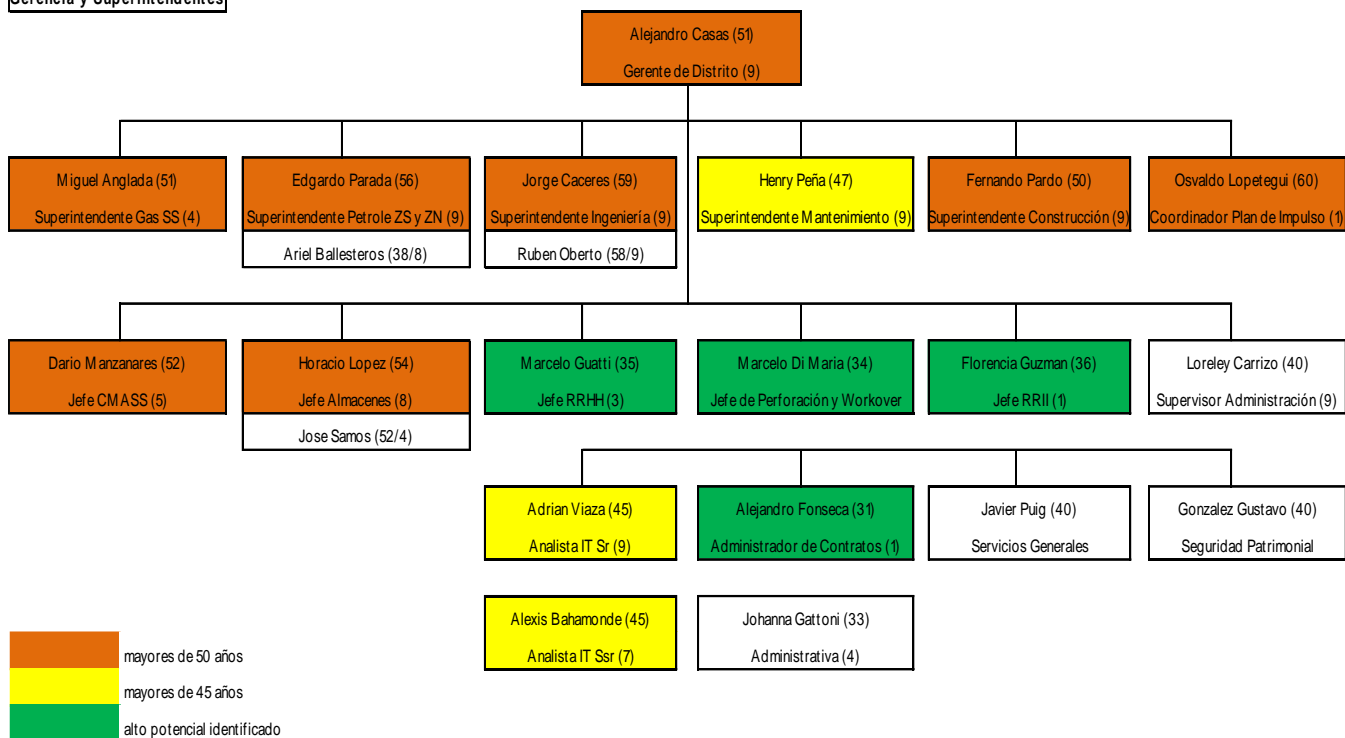 Gerencia y Superintendentes
Alejandro Casas (51)
Gerente de Distrito (9)
Miguel Anglada (51)
Superintendente Gas SS (4)
Edgardo Parada (56)
Superintendente Petrole ZS y ZN (9)
Ariel Ballesteros (38/8)
Jorge Caceres (59)
Superintendente Ingeniería (9)
Ruben Oberto (58/9)
Henry Peña (47)
Superintendente Mantenimiento (9)
Fernando Pardo (50)
Superintendente Construcción (9)
Osvaldo Lopetegui (60)
Coordinador Plan de Impulso (1)
Dario Manzanares (52)
Jefe CMASS (5)
Horacio Lopez (54)
Jefe Almacenes (8)
Jose Samos (52/4)
Marcelo Guatti (35)
Jefe RRHH (3)
Marcelo Di Maria (34)
Jefe de Perforación y Workover
Florencia Guzman (36)
Jefe RRII (1)
Loreley Carrizo (40)
Supervisor Administración (9)
Adrian Viaza (45)
Analista IT Sr (9)
Alejandro Fonseca (31)
Administrador de Contratos (1)
Javier Puig (40)
Servicios Generales
Gonzalez Gustavo (40)
Seguridad Patrimonial
Alexis Bahamonde (45)
Analista IT Ssr (7)
Johanna Gattoni (33)
Administrativa (4)
mayores de 50 años
mayores de 45 años
alto potencial identificado